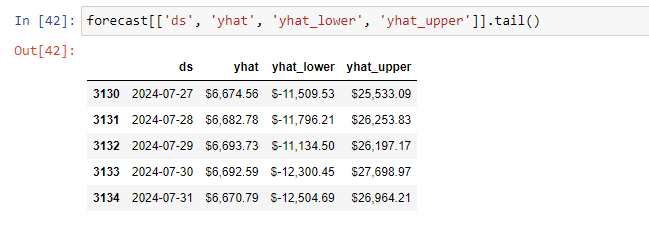 In [42]: forecast[['ds', 'yhat', 'yhat_lower', 'yhat_upper']].tail()
Out[42]:
ds yhat yhat_lower yhat_upper
3130 2024-07-27 $6,674.56 $-11,509.53 $25,533.09
3131 2024-07-28 $6,682.78 $-11,796.21 $26,253.83
3132 2024-07-29 $6,693.73 $-11,134.50 $26,197.17
3133 2024-07-30 $6,692.59 $-12,300.45 $27,698.97
3134 2024-07-31 $6,670.79 $-12,504.69 $26,964.21